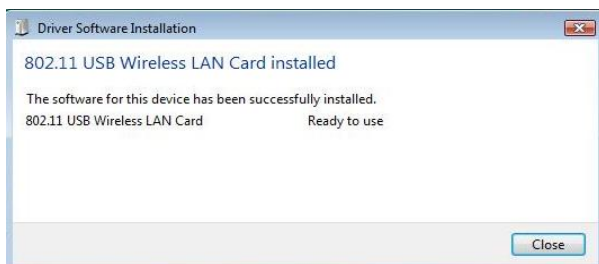 Driver Software Installation
802.11 USB Wireless LAN Card installed
The software for this device has been successfully installed.
802.11 USB Wireless LAN Card Ready to use
Close